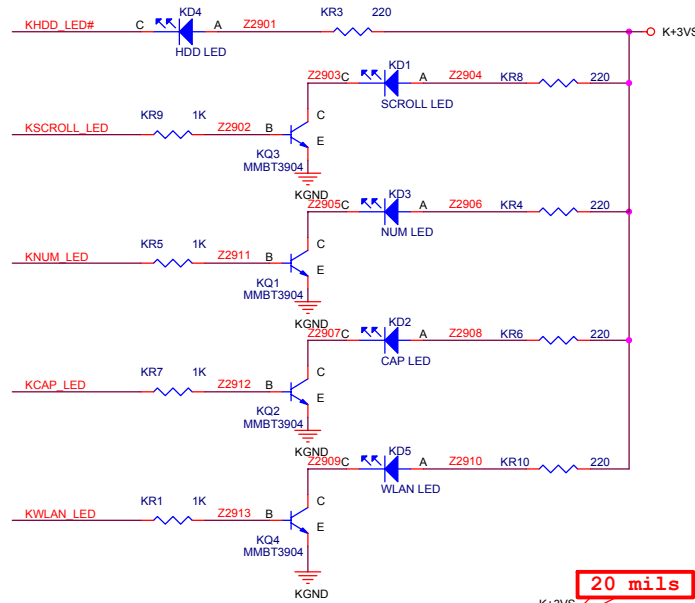 KD4 KR3 220
KHDD_LED# C A Z2901 K+3VS
HDD LED
KD1
Z2903 C A Z2904 KR8 220
SCROLL LED
KR9 1K C
KSCROLL_LED Z2902 B
E
KQ3
MMBT3904
KGND KD3
Z2905 C A Z2906 KR4 220
NUM LED
KR5 1K C
KNUM_LED Z2911 B
E
KQ1
MMBT3904
KGND KD2
Z2907 C A Z2908 KR6 220
CAP LED
KR7 1K C
KCAP_LED Z2912 B
E
KQ2
MMBT3904
KGND KD5
Z2909 C A Z2910 KR10 220
WLAN LED
KR1 1K C
KWLAN_LED Z2913 B
E
KQ4
MMBT3904
KGND
20 mils
K+3VS